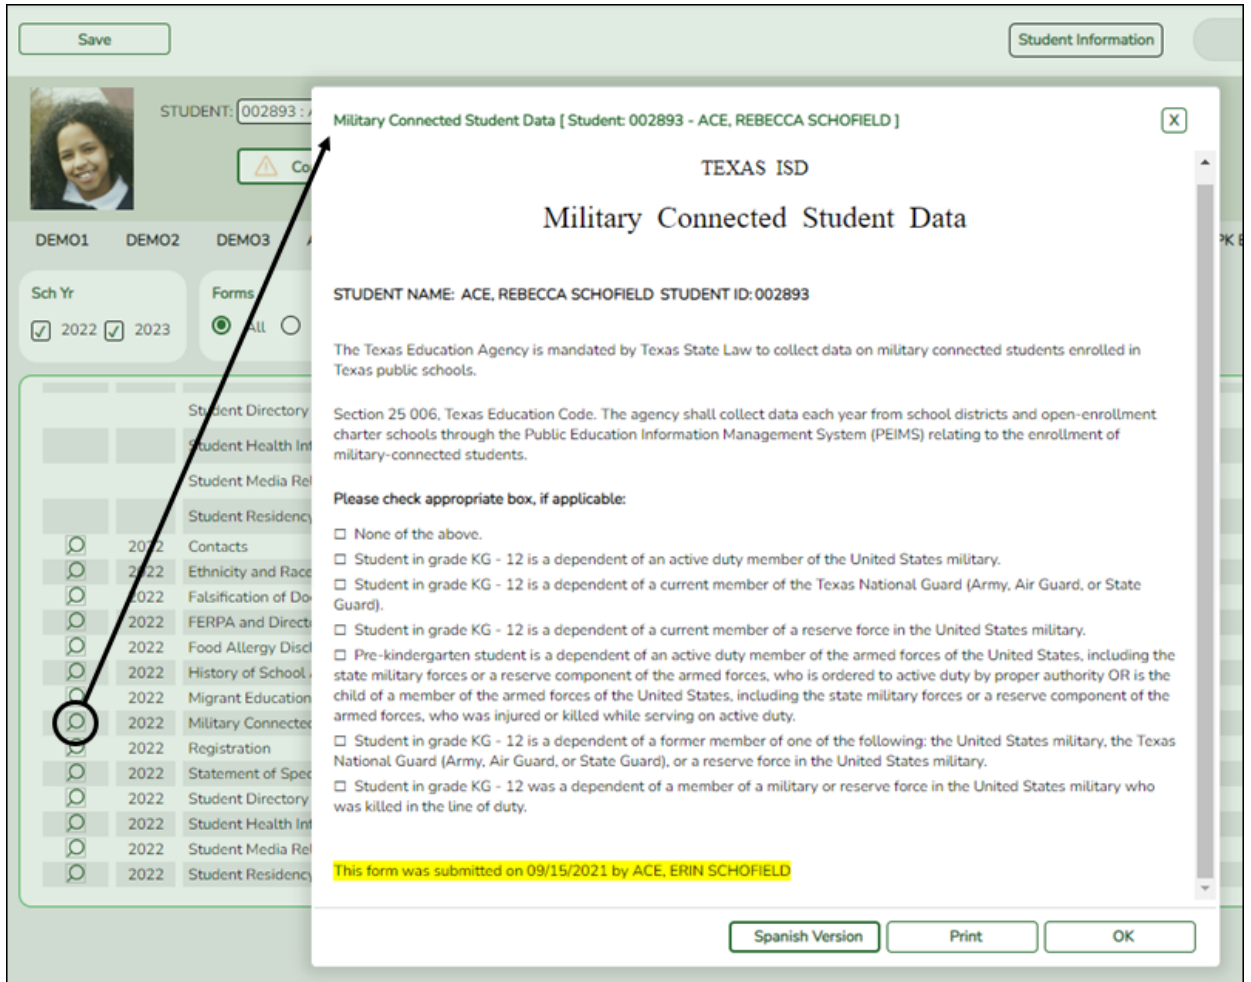 Save
Student Information
STUDENT: 002893 :
Military Connected Student Data [ Student: 002893 - ACE, REBECCA SCHOFIELD ]
X
TEXAS ISD
Military Connected Student Data
DEMO1 DEMO2 DEMO3
PK
STUDENT NAME: ACE, REBECCA SCHOFIELD STUDENT ID: 002893
Sch Yr
2022 2023
Forms
All
The Texas Education Agency is mandated by Texas State Law to collect data on military connected students enrolled in
Texas public schools.
Section 25 006, Texas Education Code. The agency shall collect data each year from school districts and open-enrollment
charter schools through the Public Education Information Management System (PEIMS) relating to the enrollment of
military-connected students.
Please check appropriate box, if applicable:
☐ None of the above.
☐ Student in grade KG - 12 is a dependent of an active duty member of the United States military.
☐ Student in grade KG - 12 is a dependent of a current member of the Texas National Guard (Army, Air Guard, or State
Guard).
☐ Student in grade KG - 12 is a dependent of a current member of a reserve force in the United States military.
☐ Pre-kindergarten student is a dependent of an active duty member of the armed forces of the United States, including the
state military forces or a reserve component of the armed forces, who is ordered to active duty by proper authority OR is the
child of a member of the armed forces of the United States, including the state military forces or a reserve component of the
armed forces, who was injured or killed while serving on active duty.
☐ Student in grade KG - 12 is a dependent of a former member of one of the following: the United States military, the Texas
National Guard (Army, Air Guard, or State Guard), or a reserve force in the United States military.
☐ Student in grade KG - 12 was a dependent of a member of a military or reserve force in the United States military who
was killed in the line of duty.
This form was submitted on 09/15/2021 by ACE, ERIN SCHOFIELD
Spanish Version Print OK
Student Directory
Student Health
Student Media
Student Residency
2022 Contacts
2022 Ethnicity and Race
2022 Falsification of
2022 FERPA and
2022 Food Allergy
2022 History of School
2022 Migrant Education
2022 Military Connected
2022 Registration
2022 Statement of
2022 Student Directory
2022 Student Health
2022 Student Media
2022 Student Residency